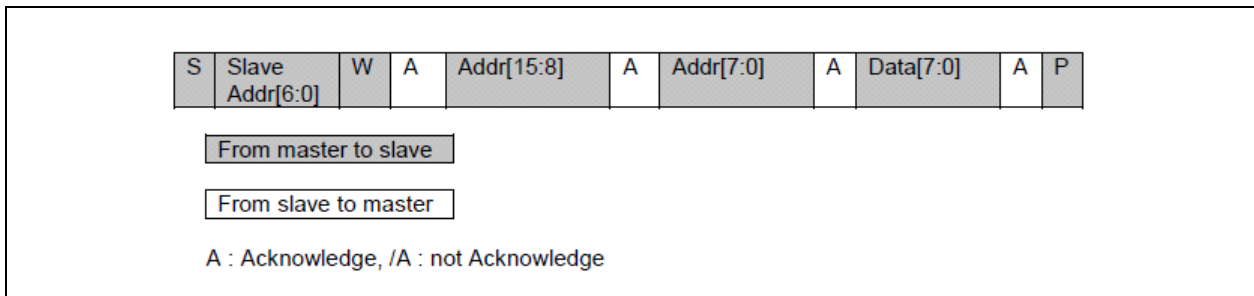 S Slave Addr[6:0] W A Addr[15:8] A Addr[7:0] A Data[7:0] A P
From master to slave
From slave to master
A : Acknowledge, /A : not Acknowledge